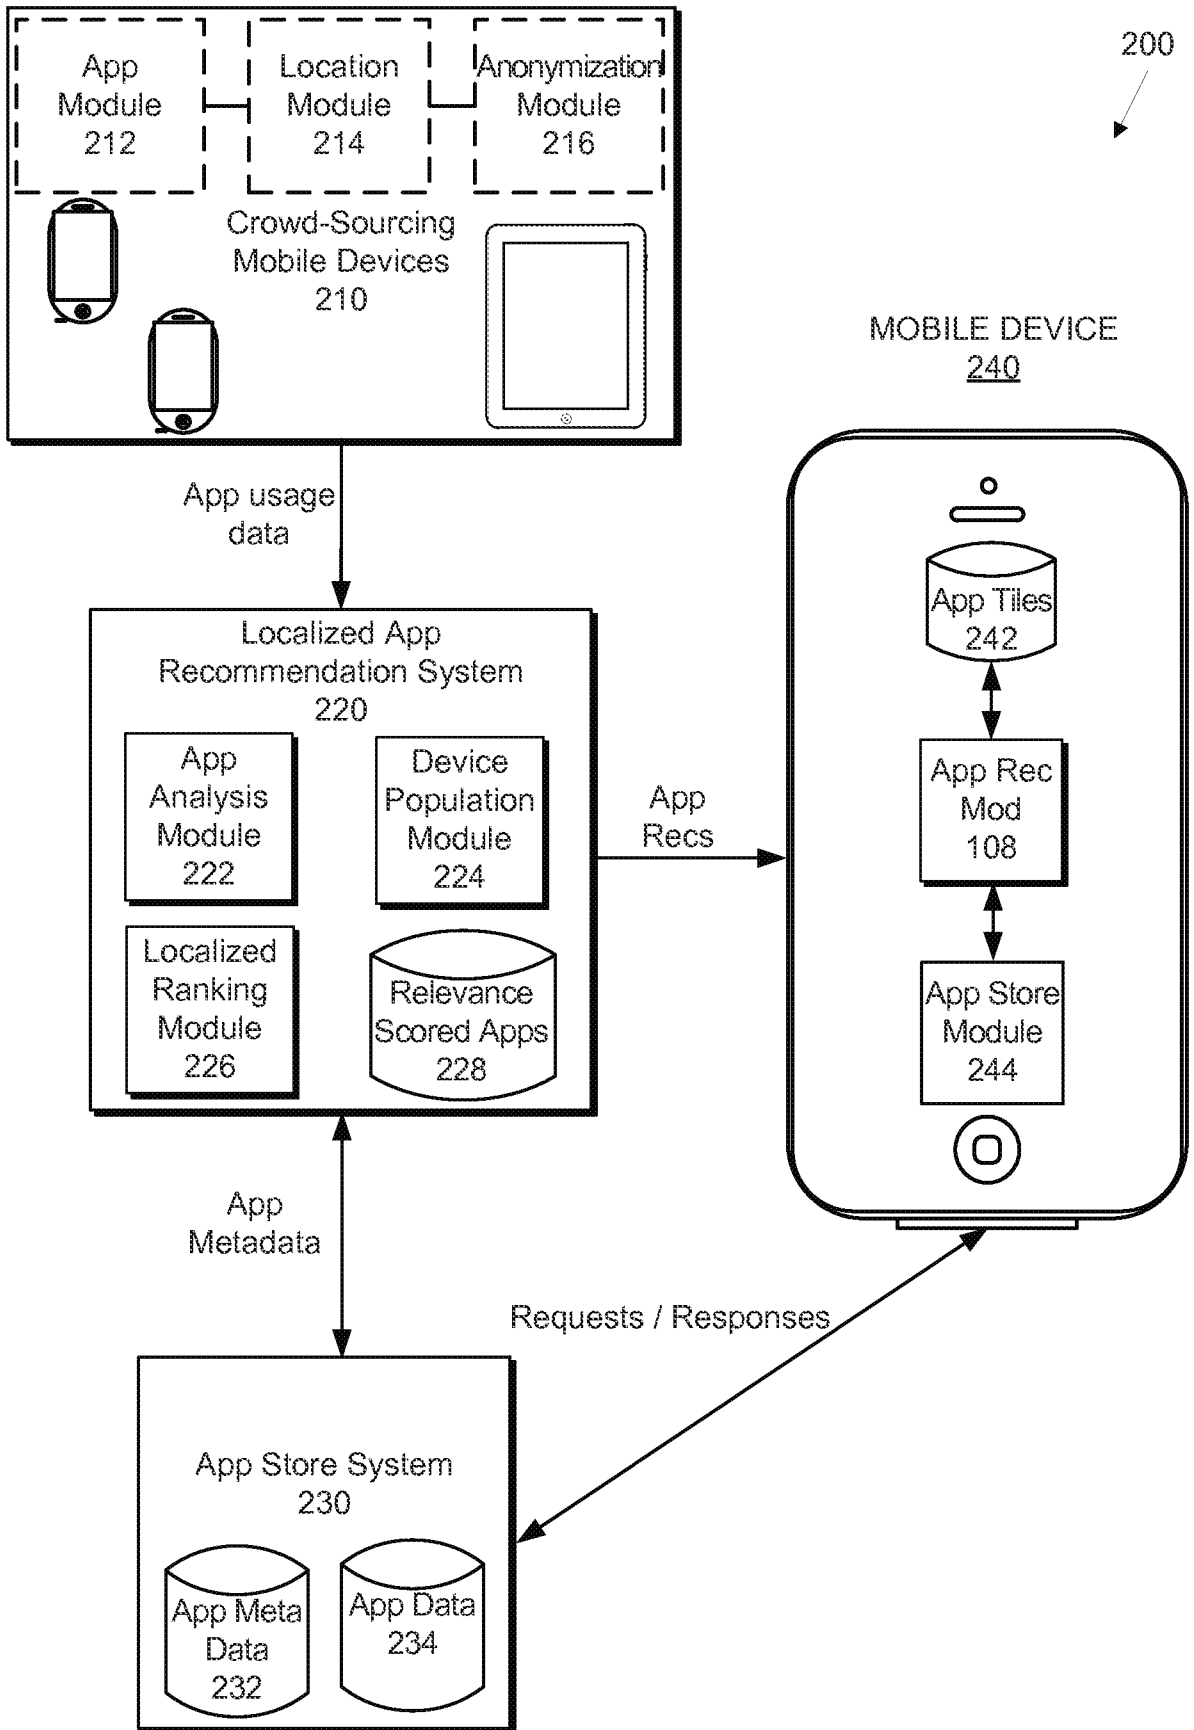 200
App
Module
212
Location
Module
214
Anonymization
Module
216
Crowd-Sourcing
Mobile Devices
210
App usage
data
MOBILE DEVICE
240
App Tiles
242
App Rec
Mod
108
App Store
Module
244
Localized App
Recommendation System
220
App
Analysis
Module
222
Device
Population
Module
224
Localized
Ranking
Module
226
Relevance
Scored Apps
228
App
Recs
App
Metadata
Requests / Responses
App Store System
230
App Meta
Data
232
App Data
234